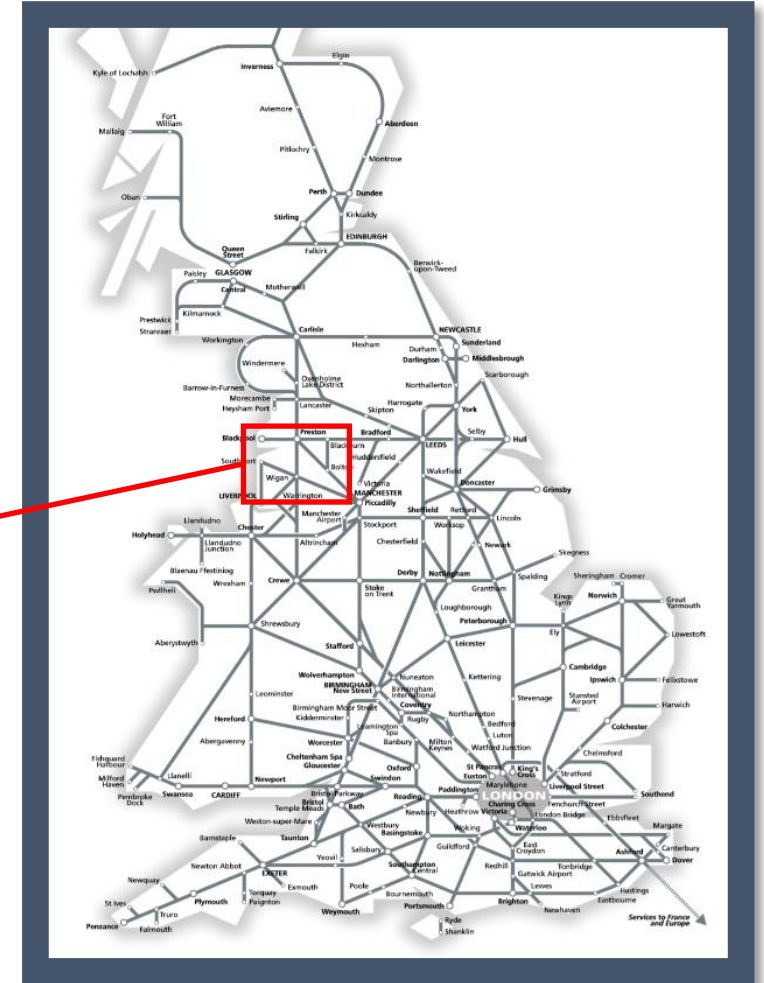 Elgin
Inverness
Kyle of Lochalsh
Aviemore
Fort
William
Mallaig
Aberdeen
Pitlochry
Montrose
Oban
Perth
Dundee
Stirling
Kirkcaldy
EDINBURGH
Queen
Street
Falkirk
Berwick-
upon-Tweed
Paisley
GLASGOW
Central
Motherwell
Kilmarnock
Prestwick
Stranraer
Carlisle
NEWCASTLE
Workington
Hexham
Sunderland
Durham
Darlington
Middlesbrough
Windermere
Oxenholme
Lake District
Scarborough
Barrow-in-Furness
Northallerton
Morecambe
Heysham Port
Lancaster
Harrogate
Skipton
York
Blackpool
Preston
Bradford
Selby
Hull
Blackburn
LEEDS
Southport
Huddersfield
Bolton
Wakefield
Wigan
Victoria
Doncaster
LIVERPOOL
Warrington
MANCHESTER
Piccadilly
Grimsby
Manchester
Airport
Sheffield
Retford
Lincoln
Llandudno
Chester
Stockport
Worksop
Holyhead
Llandudno
Junction
Altrincham
Chesterfield
Newark
Skegness
Blaenau Ffestiniog
Wrexham
Crewe
Derby
Nottingham
Spalding
Sheringham
Cromer
Pwllheli
Stoke
on Trent
Grantham
Kings
Lynn
Norwich
Great
Yarmouth
Loughborough
Peterborough
Aberystwyth
Shrewsbury
Ely
Lowestoft
Stafford
Leicester
Wolverhampton
Nuneaton
Cambridge
BIRMINGHAM
New Street
Birmingham
International
Kettering
Ipswich
Felixstowe
Leominster
Coventry
Stevenage
Stansted
Airport
Harwich
Birmingham Moor Street
Rugby
Northampton
Hereford
Kidderminster
Leamington
Spa
Bedford
Colchester
Abergavenny
Worcester
Banbury
Milton
Keynes
Luton
Watford Junction
Chelmsford
Fishguard
Harbour
Cheltenham Spa
Gloucester
Oxford
St Pancras
Euston
King's
Cross
Stratford
Milford
Haven
Llanelli
Newport
Swindon
Marylebone
Liverpool Street
Pembroke
Dock
Swansea
CARDIFF
Bristol Parkway
Reading
Paddington
LONDON
Southend
Bristol
Temple Meads
Bath
Newbury
Heathrow
Victoria
Charing Cross
Fenchurch Street
London Bridge
Ebbsfleet
Weston-super-Mare
Westbury
Basingstoke
Woking
Waterloo
Margate
Barnstaple
Taunton
Salisbury
Guildford
East
Croydon
Canterbury
Newton Abbot
Yeovil
Southampton
Central
Redhill
Tonbridge
Ashford
Dover
Newquay
EXETER
Exmouth
Poole
Gatwick Airport
St Ives
Plymouth
Torquay
Paignton
Bournemouth
Lewes
Hastings
Eastbourne
Truro
Weymouth
Portsmouth
Brighton
Newhaven
Penzance
Falmouth
Ryde
Shanklin
Services to France
and Europe